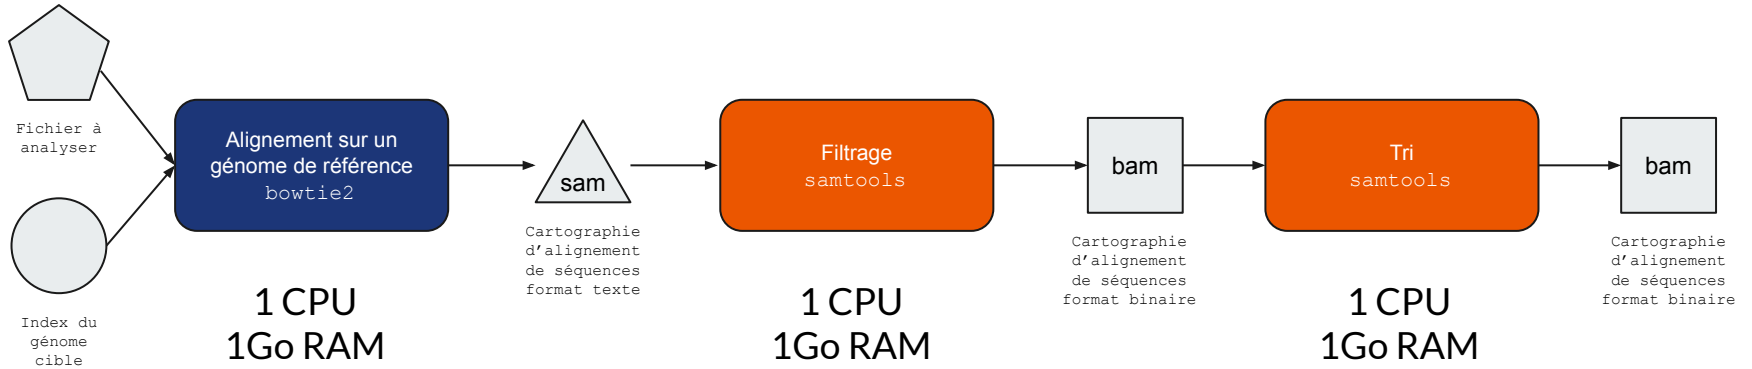 Fichier à
analyser
Index du
génome
cible
Alignement sur un
génome de référence
bowtie2
1 CPU
1Go RAM
sam
Cartographie
d’alignement
de séquences
format texte
Filtrage
samtools
1 CPU
1Go RAM
bam
Cartographie
d’alignement
de séquences
format binaire
Tri
samtools
1 CPU
1Go RAM
bam
Cartographie
d’alignement
de séquences
format binaire